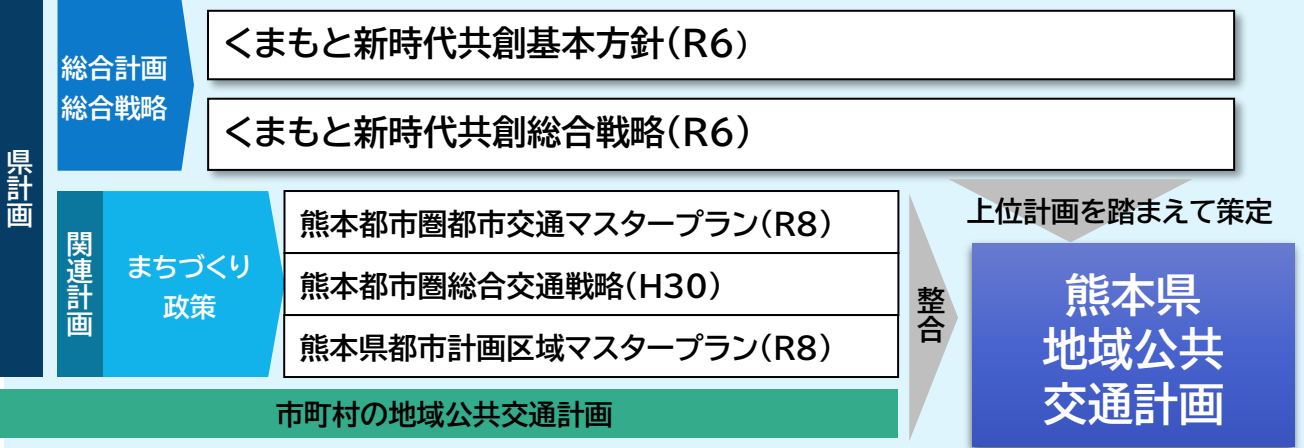 県計画
総合計画
総合戦略
くまもと新時代共創基本方針(R6)
くまもと新時代共創総合戦略(R6)
関連計画
まちづくり
政策
熊本都市圏都市交通マスタープラン(R8)
熊本都市圏総合交通戦略(H30)
熊本県都市計画区域マスタープラン(R8)
市町村の地域公共交通計画
整合
上位計画を踏まえて策定
熊本県
地域公共
交通計画